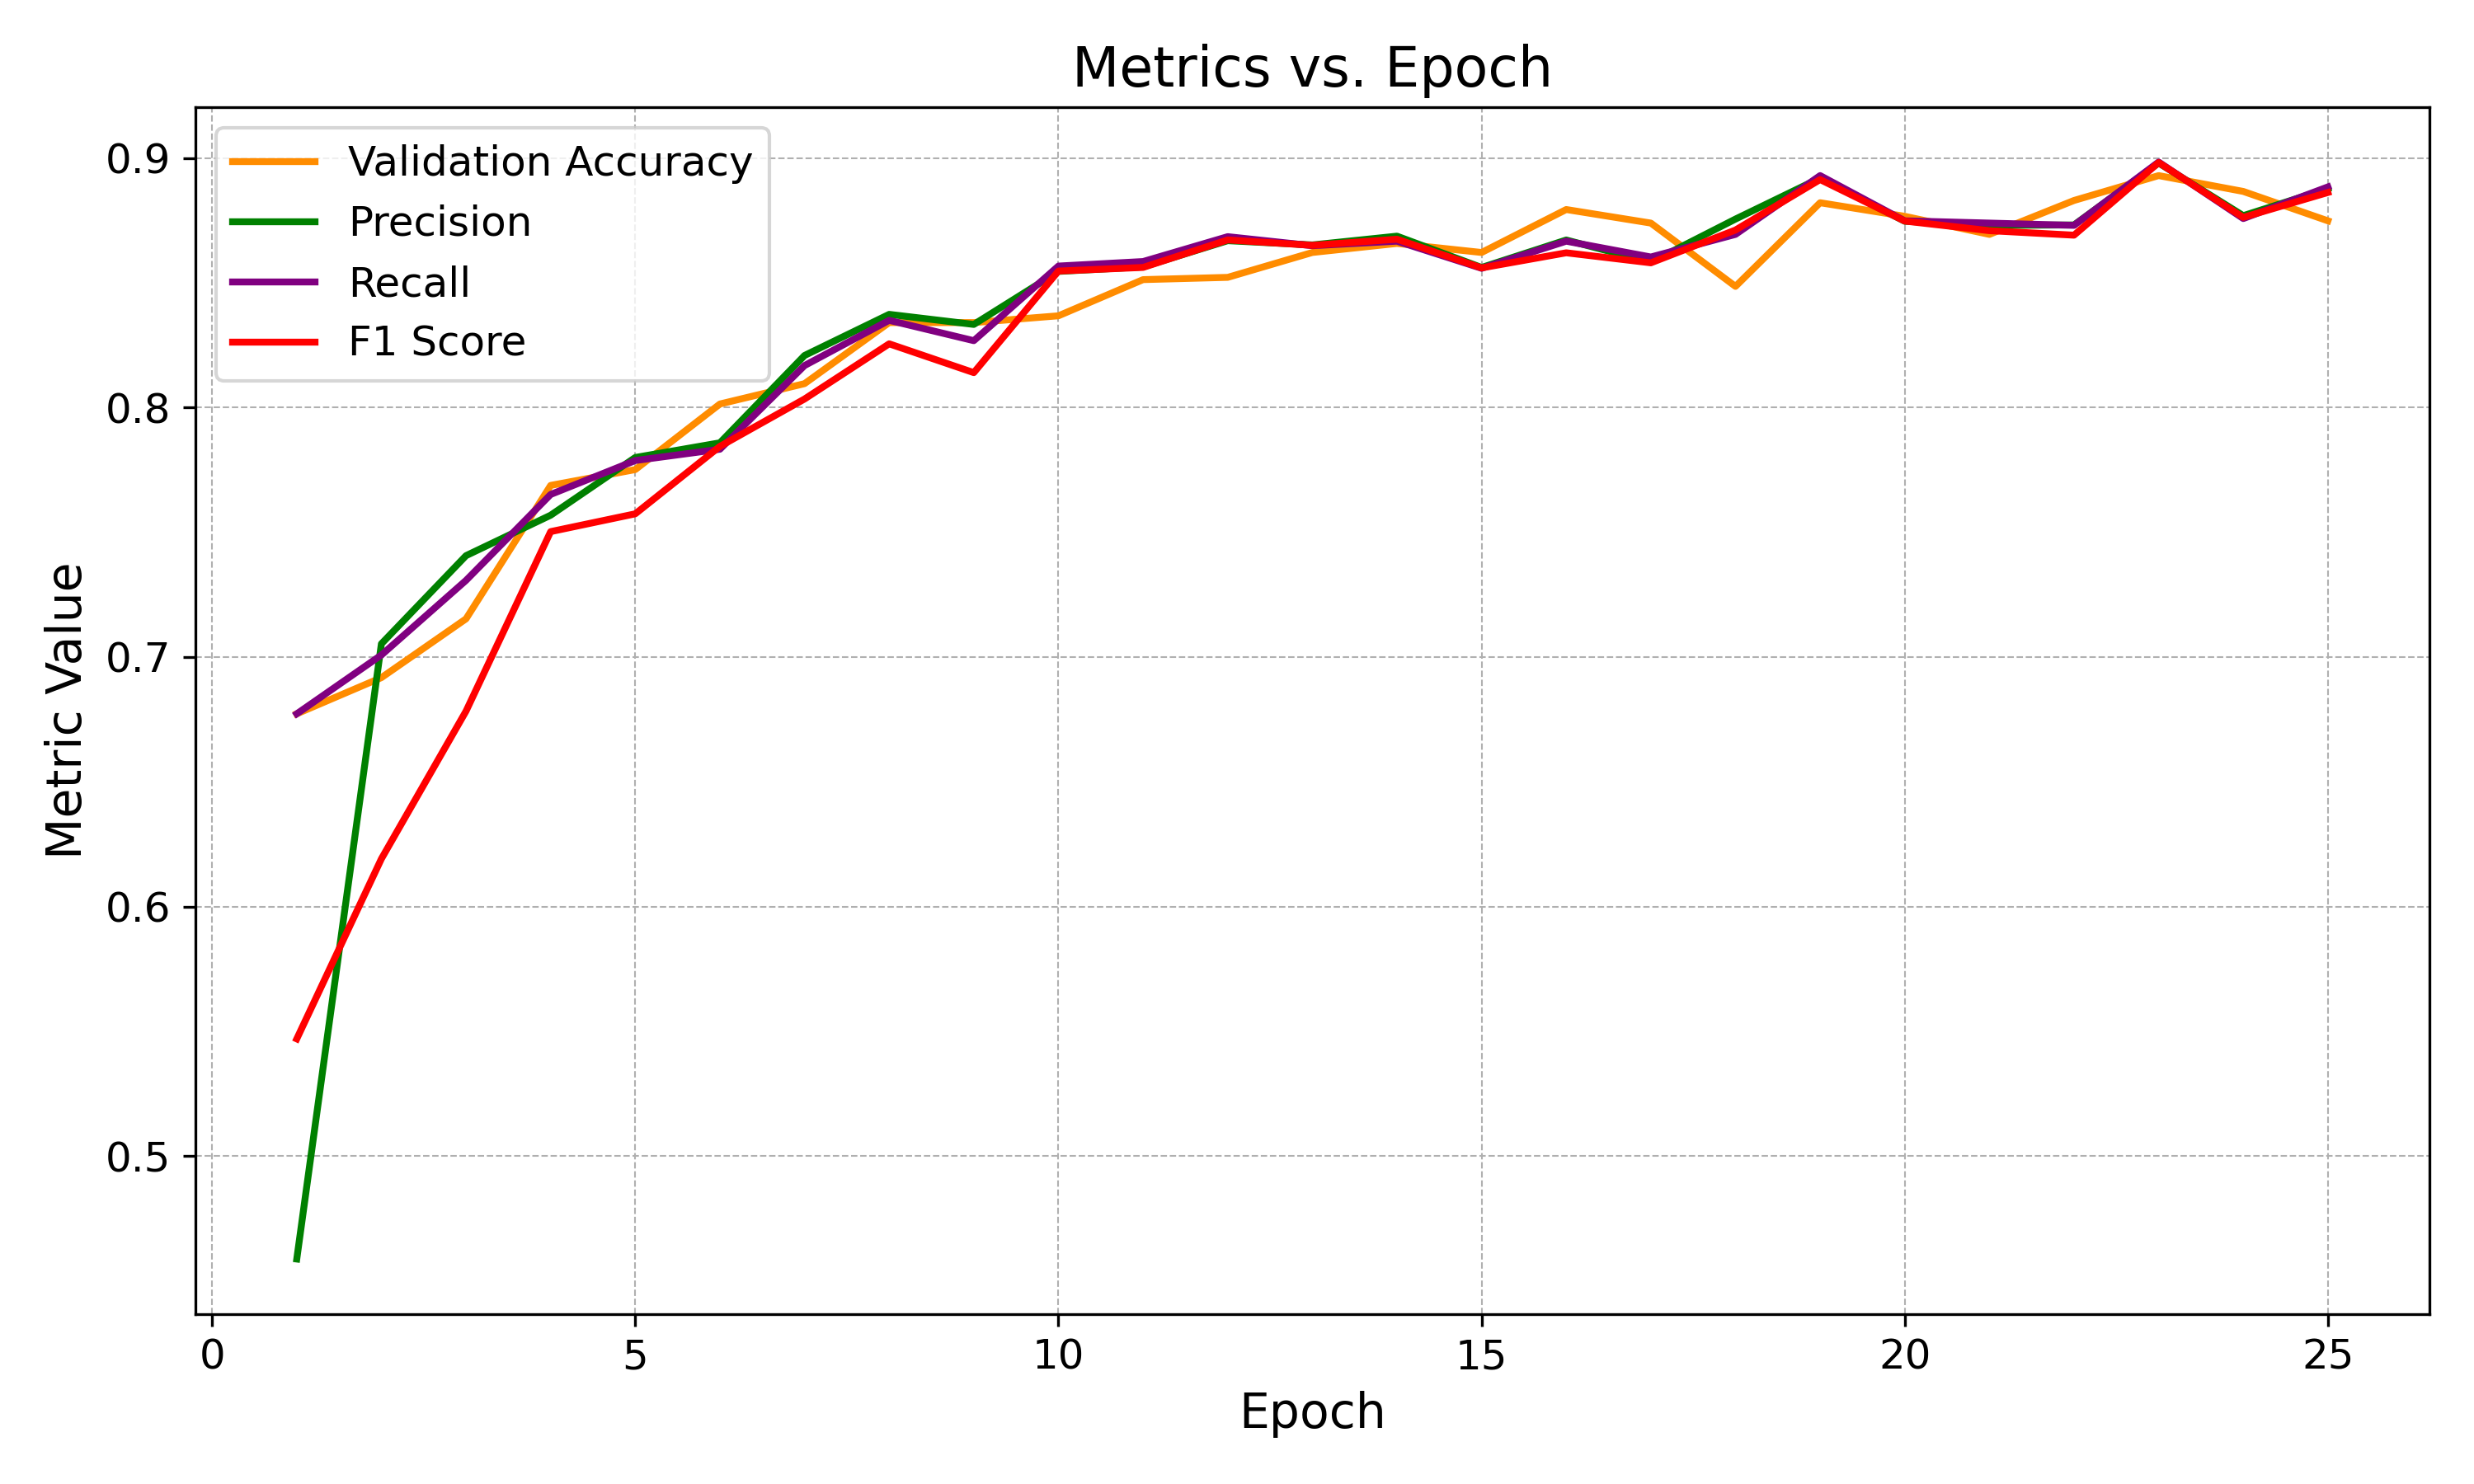 Metrics vs. Epoch
Validation Accuracy
Precision
Recall
F1 Score
0.9
0.8
0.7
0.6
0.5
Metric Value
0
5
10
15
20
25
Epoch